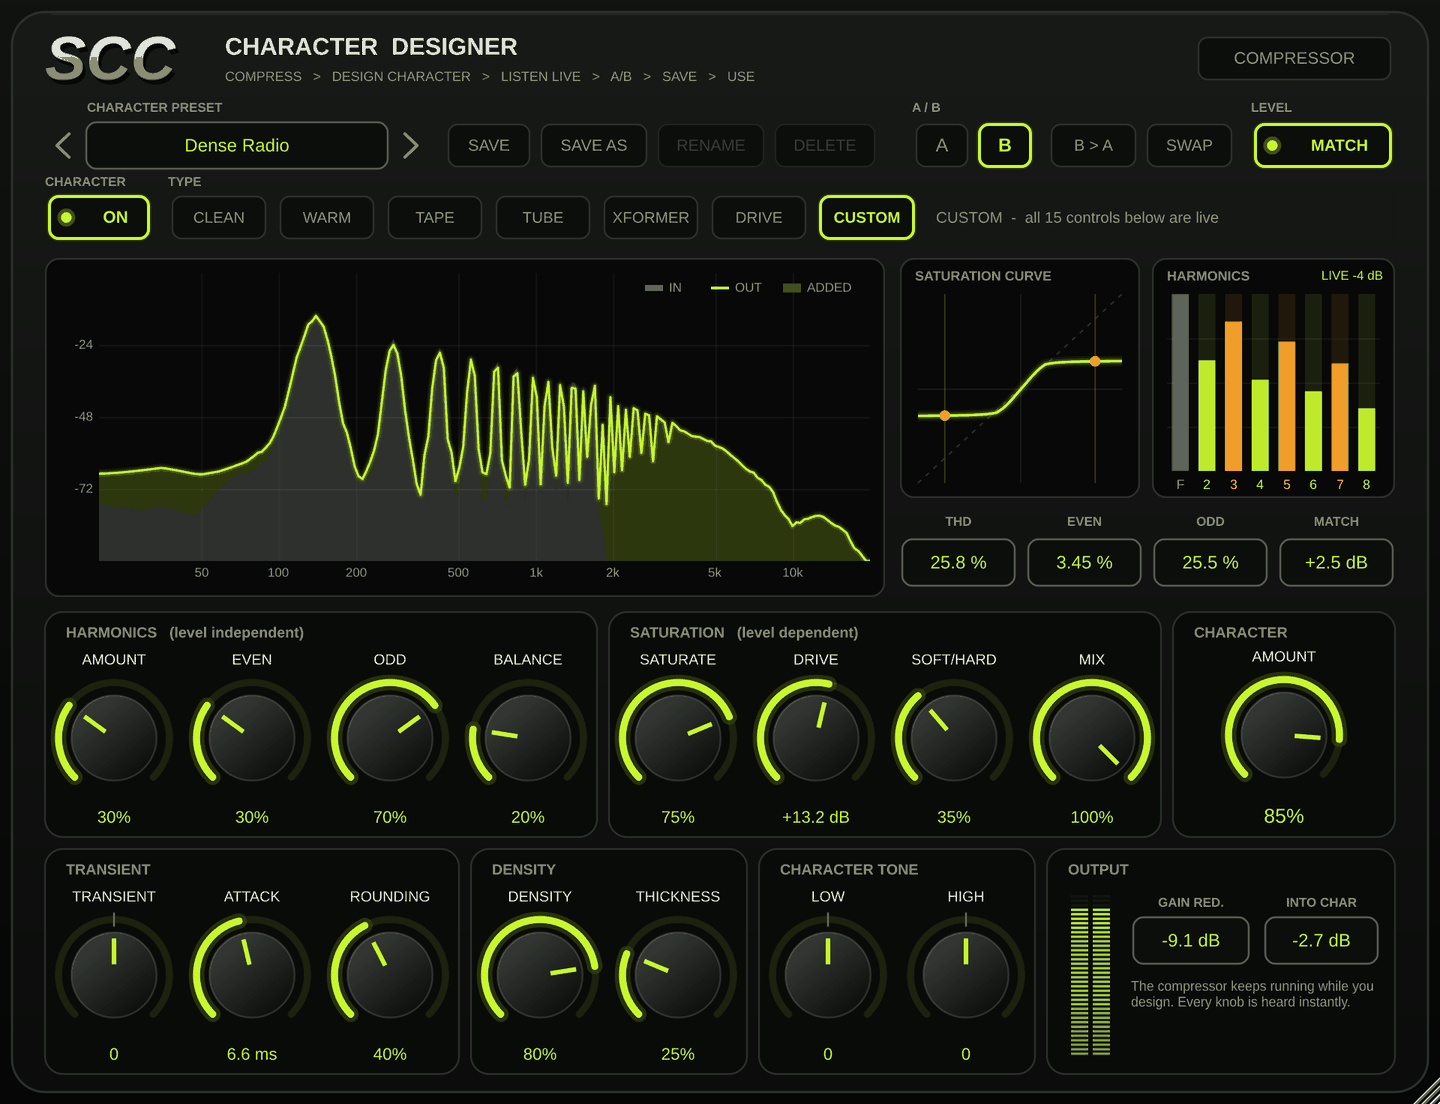 SCC
CHARACTER DESIGNER
COMPRESS > DESIGN CHARACTER > LISTEN LIVE > A/B > SAVE > USE
COMPRESSOR
CHARACTER PRESET
A / B
LEVEL
Dense Radio
SAVE
SAVE AS
RENAME
DELETE
A
B
B > A
SWAP
MATCH
CHARACTER
TYPE
ON
CLEAN
WARM
TAPE
TUBE
XFORMER
DRIVE
CUSTOM
CUSTOM - all 15 controls below are live
IN
OUT
ADDED
-24
-48
-72
50
100
200
500
1k
2k
5k
10k
SATURATION CURVE
HARMONICS
LIVE -4 dB
F 2 3 4 5 6 7 8
THD
EVEN
ODD
MATCH
25.8 %
3.45 %
25.5 %
+2.5 dB
HARMONICS (level independent)
AMOUNT
EVEN
ODD
BALANCE
30%
30%
70%
20%
SATURATION (level dependent)
SATURATE
DRIVE
SOFT/HARD
MIX
75%
+13.2 dB
35%
100%
CHARACTER
AMOUNT
85%
TRANSIENT
TRANSIENT
ATTACK
ROUNDING
0
6.6 ms
40%
DENSITY
DENSITY
THICKNESS
80%
25%
CHARACTER TONE
LOW
HIGH
0
0
OUTPUT
GAIN RED.
INTO CHAR
-9.1 dB
-2.7 dB
The compressor keeps running while you
design. Every knob is heard instantly.